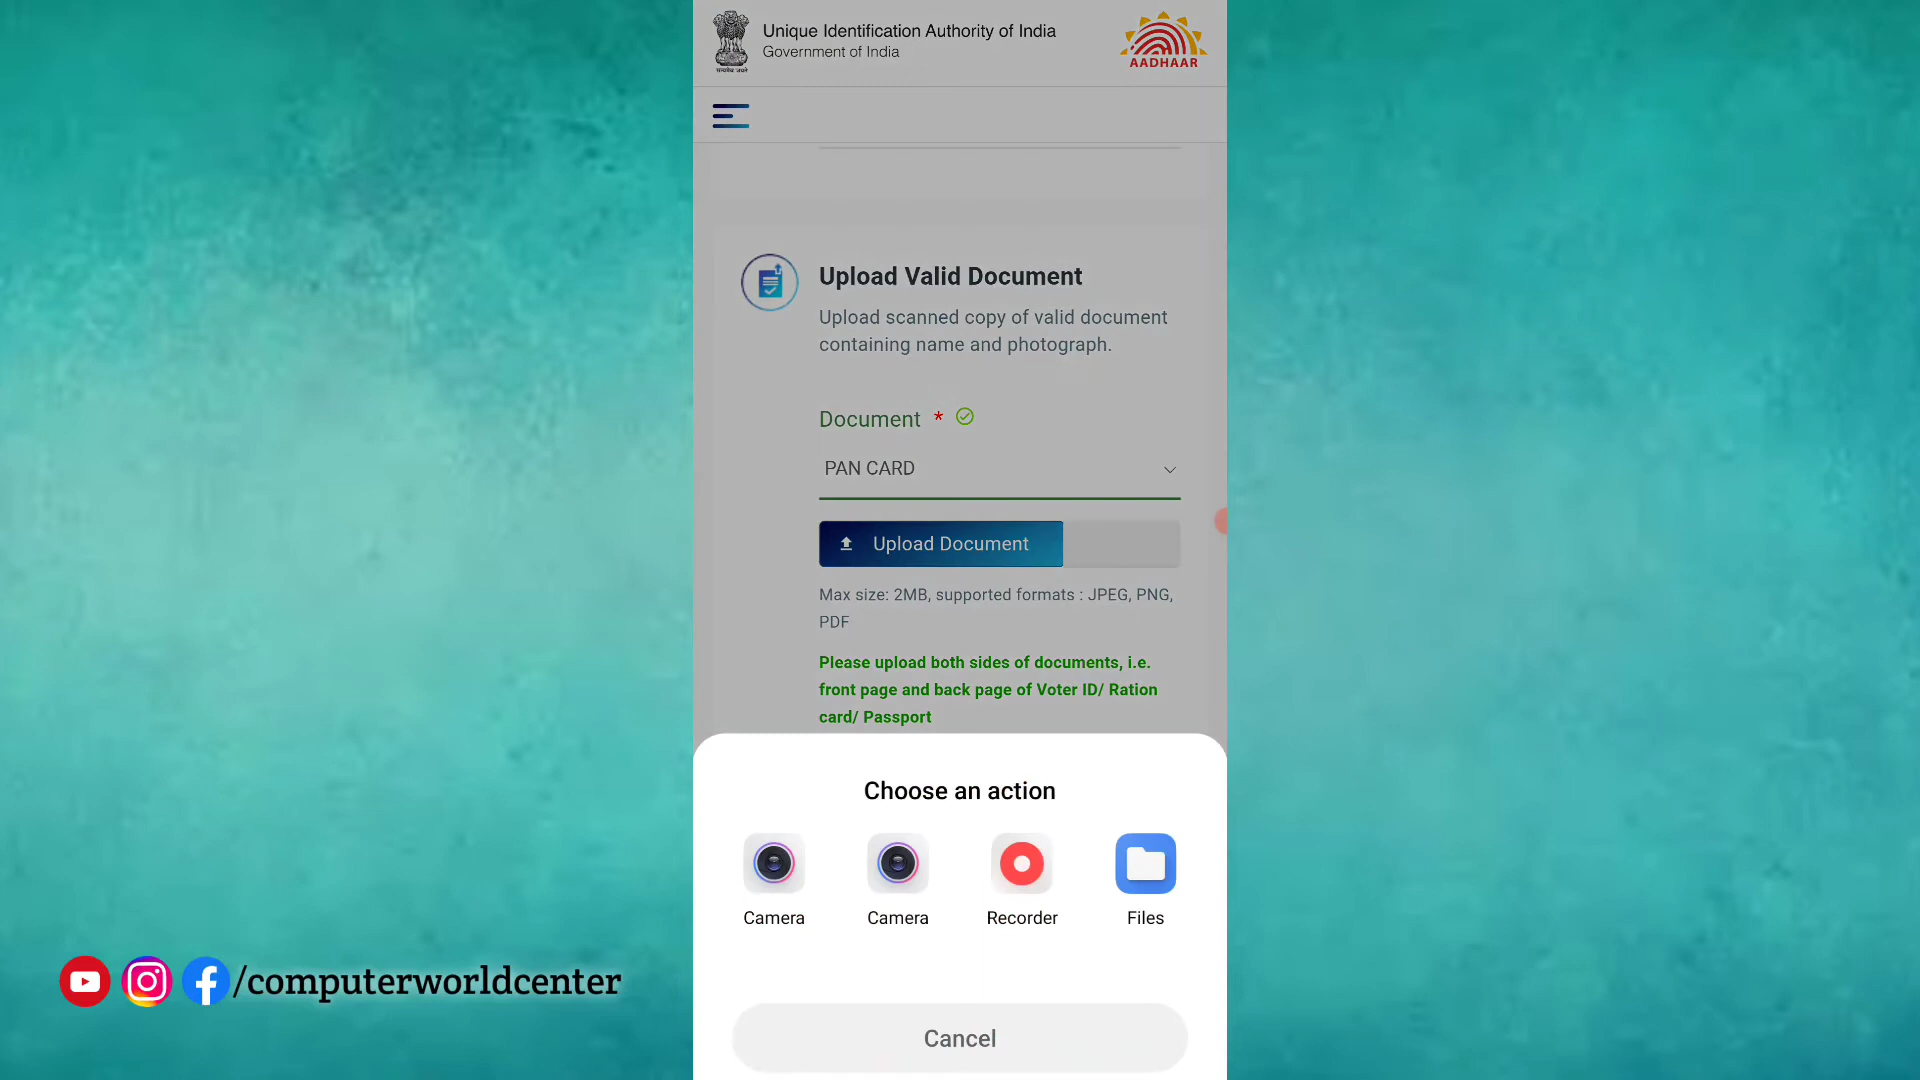 Unique Identification Authority of India
Government of India
सत्यमेव जयते
AADHAAR
Upload Valid Document
Upload scanned copy of valid document
containing name and photograph.
Document *
PAN CARD
Upload Document
Max size: 2MB, supported formats : JPEG, PNG,
PDF
Please upload both sides of documents, i.e.
front page and back page of Voter ID/ Ration
card/ Passport
Choose an action
Camera
Camera
Recorder
Files
/computerworldcenter
Cancel